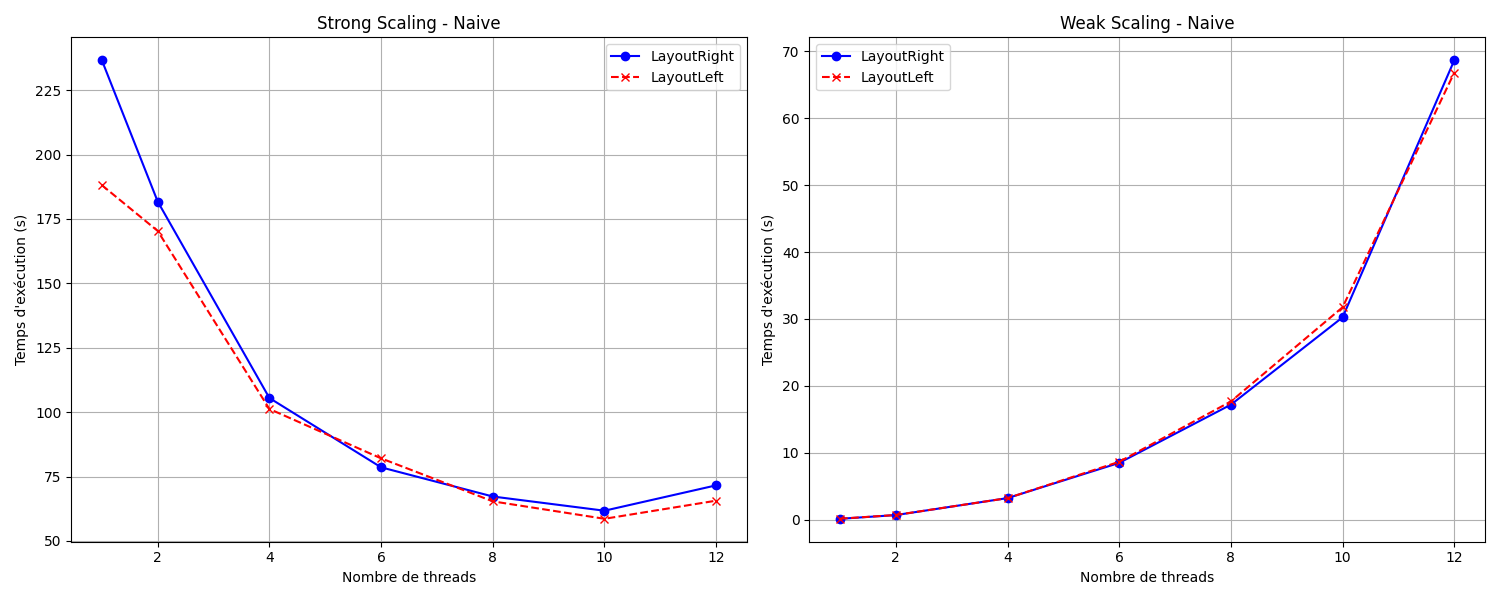 Strong Scaling - Naive
LayoutRight
LayoutLeft
225
200
175
150
125
100
75
50
Temps d'exécution (s)
2 4 6 8 10 12
Nombre de threads
Weak Scaling - Naive
LayoutRight
LayoutLeft
70
60
50
40
30
20
10
0
Temps d'exécution (s)
2 4 6 8 10 12
Nombre de threads